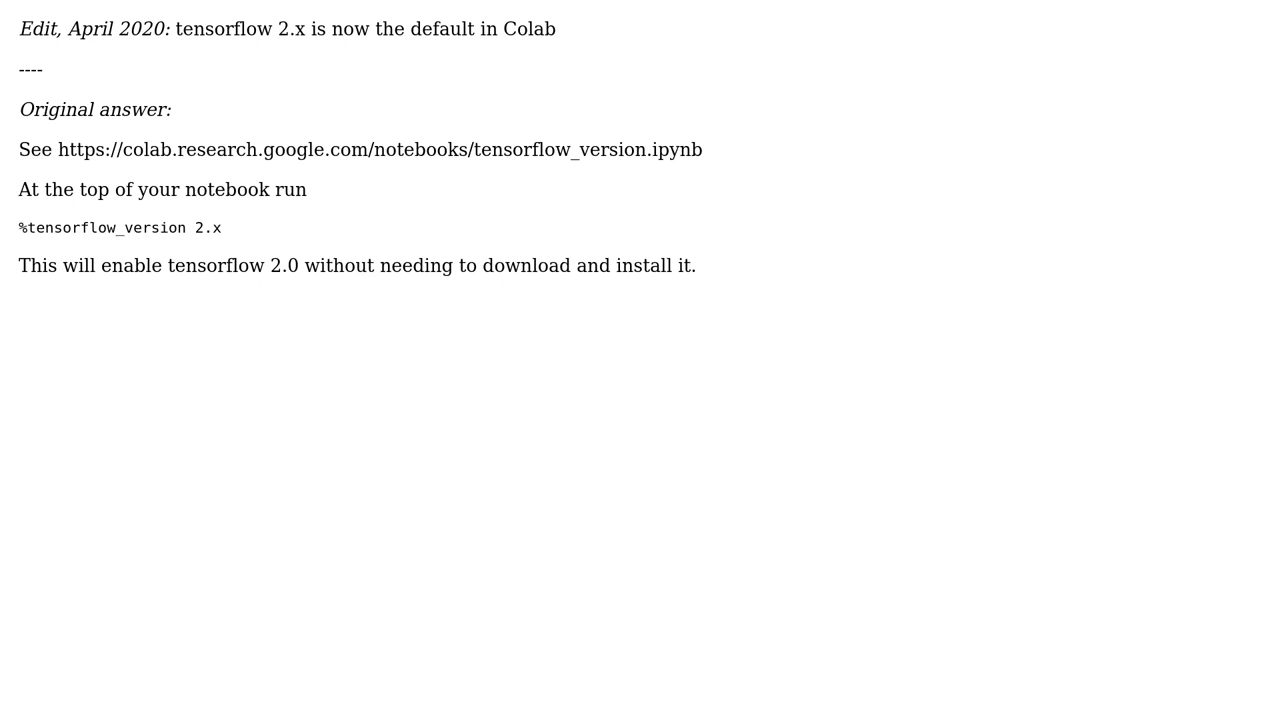 Edit, April 2020: tensorflow 2.x is now the default in Colab
----
Original answer:
See https://colab.research.google.com/notebooks/tensorflow_version.ipynb
At the top of your notebook run
%tensorflow_version 2.x
This will enable tensorflow 2.0 without needing to download and install it.